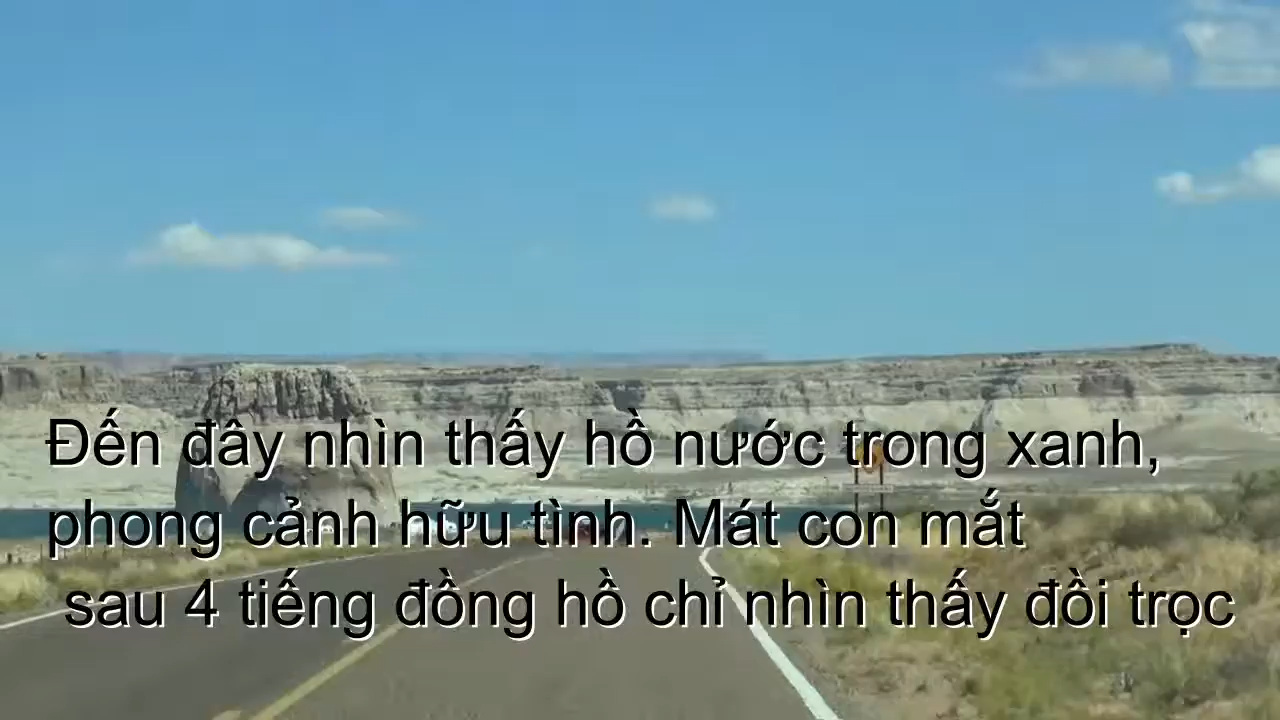 Đến đây nhìn thấy hồ nước trong xanh,
phong cảnh hữu tình. Mát con mắt
sau 4 tiếng đồng hồ chỉ nhìn thấy đồi trọc